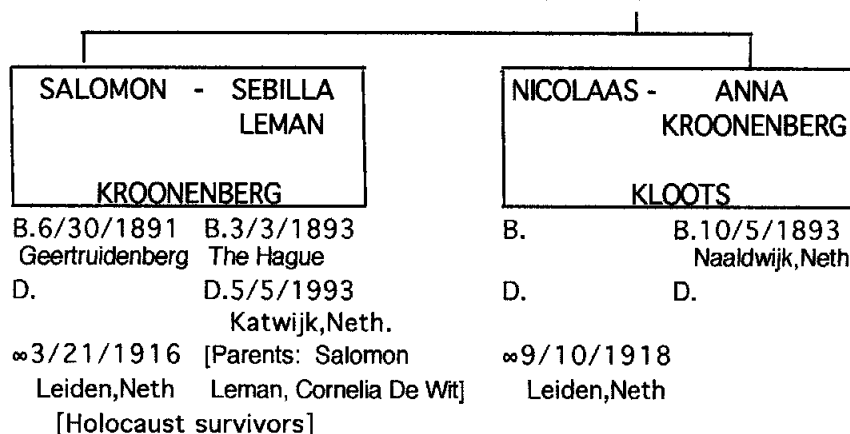 SALOMON - SEBILLA
LEMAN
KROONENBERG
B.6/30/1891 B.3/3/1893
Geertruidenberg The Hague
D. D.5/5/1993
Katwijk,Neth.
∞3/21/1916 [Parents: Salomon
Leiden,Neth Leman, Cornelia De Wit]
[Holocaust survivors]
NICOLAAS - ANNA
KROONENBERG
KLOOTS
B. B.10/5/1893
Naaldwijk,Neth
D. D.
∞9/10/1918
Leiden,Neth